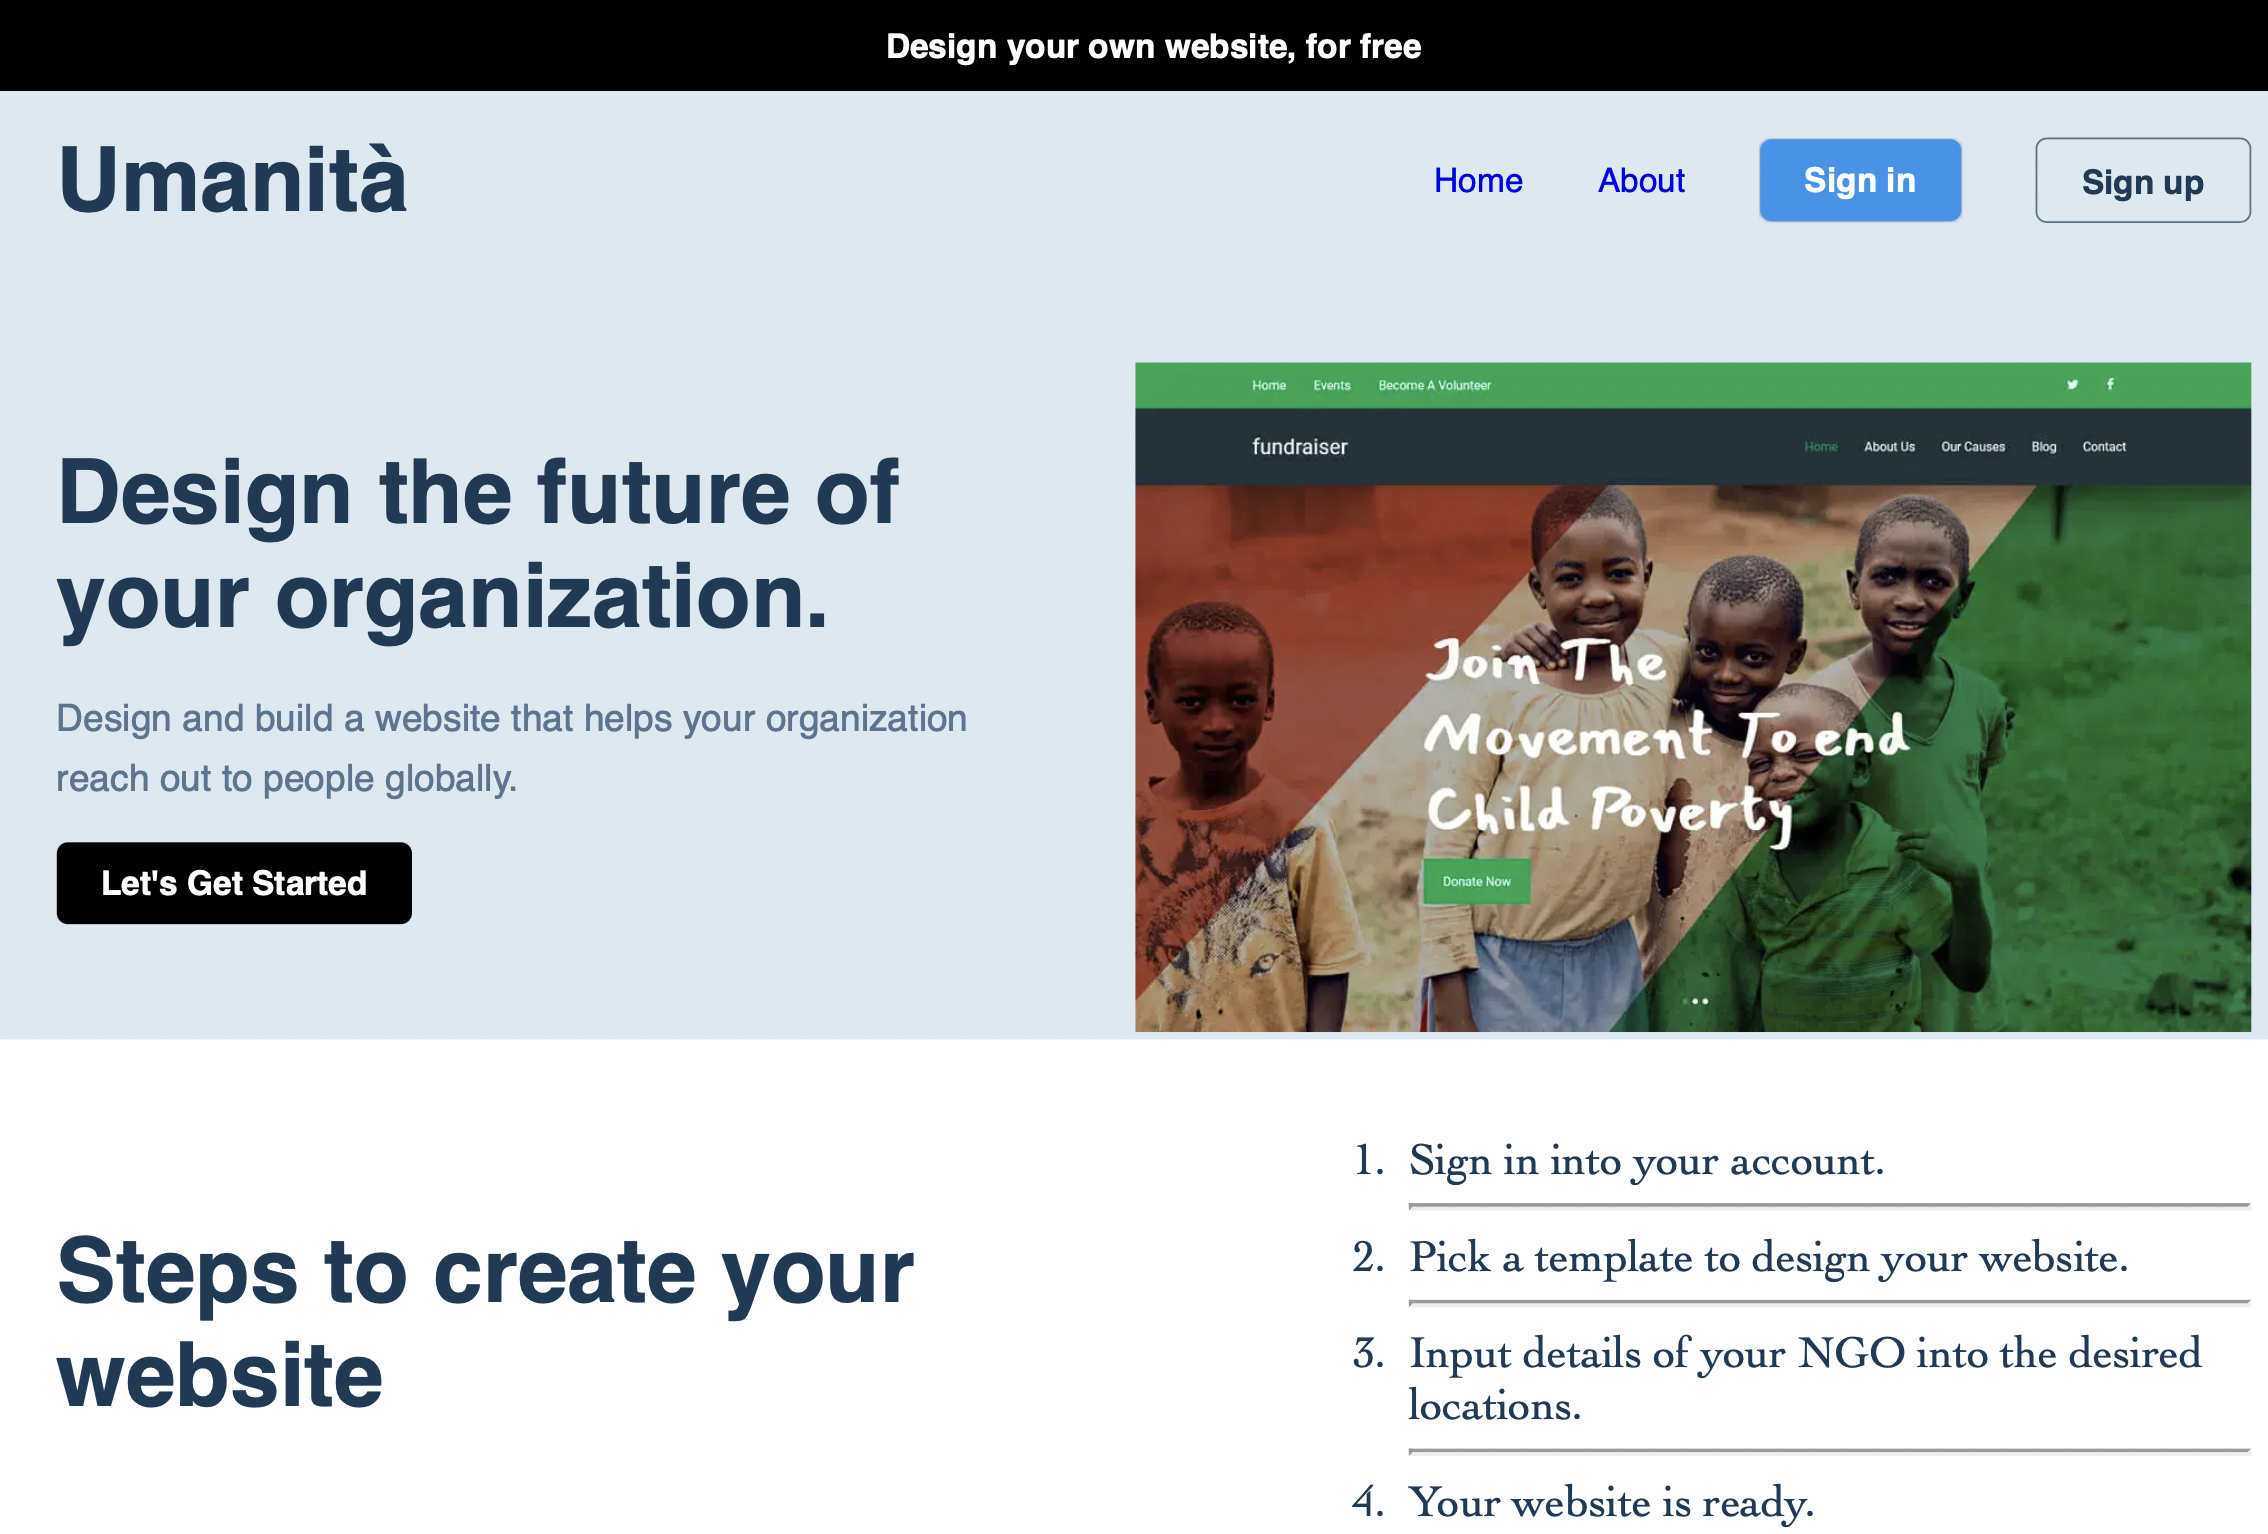 Design your own website, for free
Umanità
Home About Sign in Sign up
Design the future of
your organization.
Design and build a website that helps your organization
reach out to people globally.
Let's Get Started
Home Events Become A Volunteer
fundraiser
Home About Us Our Causes Blog Contact
Join The
Movement To end
Child Poverty
Donate Now
Steps to create your
website
1. Sign in into your account.
2. Pick a template to design your website.
3. Input details of your NGO into the desired
locations.
4. Your website is ready.